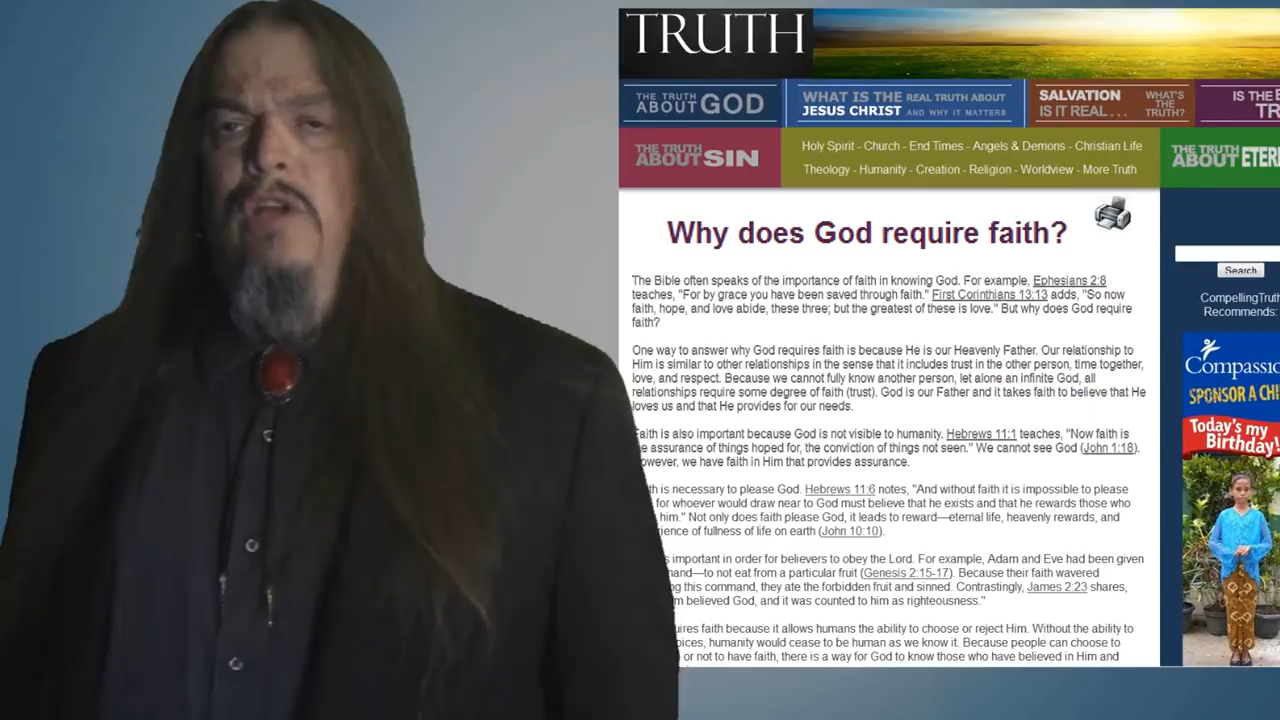 TRUTH
THE TRUTH
ABOUT GOD
WHAT IS THE REAL TRUTH ABOUT
JESUS CHRIST AND WHY IT MATTERS
SALVATION
IS IT REAL...
WHAT'S
THE
TRUTH?
IS THE
TR
THE TRUTH
ABOUT SIN
Holy Spirit - Church - End Times - Angels & Demons - Christian Life
Theology - Humanity - Creation - Religion - Worldview - More Truth
THE TRUTH
ABOUT ETER
Why does God require faith?
Search
CompellingTrut
Recommends:
Compassio
SPONSOR A CHI
Today's my
Birthday!
The Bible often speaks of the importance of faith in knowing God. For example, Ephesians 2:8
teaches, "For by grace you have been saved through faith." First Corinthians 13:13 adds, "So now
faith, hope, and love abide, these three; but the greatest of these is love." But why does God require
faith?
One way to answer why God requires faith is because He is our Heavenly Father. Our relationship to
Him is similar to other relationships in the sense that it includes trust in the other person, time together,
love, and respect. Because we cannot fully know another person, let alone an infinite God, all
relationships require some degree of faith (trust). God is our Father and it takes faith to believe that He
loves us and that He provides for our needs.
Faith is also important because God is not visible to humanity. Hebrews 11:1 teaches, "Now faith is
e assurance of things hoped for, the conviction of things not seen." We cannot see God (John 1:18).
owever, we have faith in Him that provides assurance.
th is necessary to please God. Hebrews 11:6 notes, "And without faith it is impossible to please
for whoever would draw near to God must believe that he exists and that he rewards those who
him." Not only does faith please God, it leads to reward—eternal life, heavenly rewards, and
rience of fullness of life on earth (John 10:10).
s important in order for believers to obey the Lord. For example, Adam and Eve had been given
mand—to not eat from a particular fruit (Genesis 2:15-17). Because their faith wavered
g this command, they ate the forbidden fruit and sinned. Contrastingly, James 2:23 shares,
m believed God, and it was counted to him as righteousness."
uires faith because it allows humans the ability to choose or reject Him. Without the ability to
oices, humanity would cease to be human as we know it. Because people can choose to
or not to have faith, there is a way for God to know those who have believed in Him and